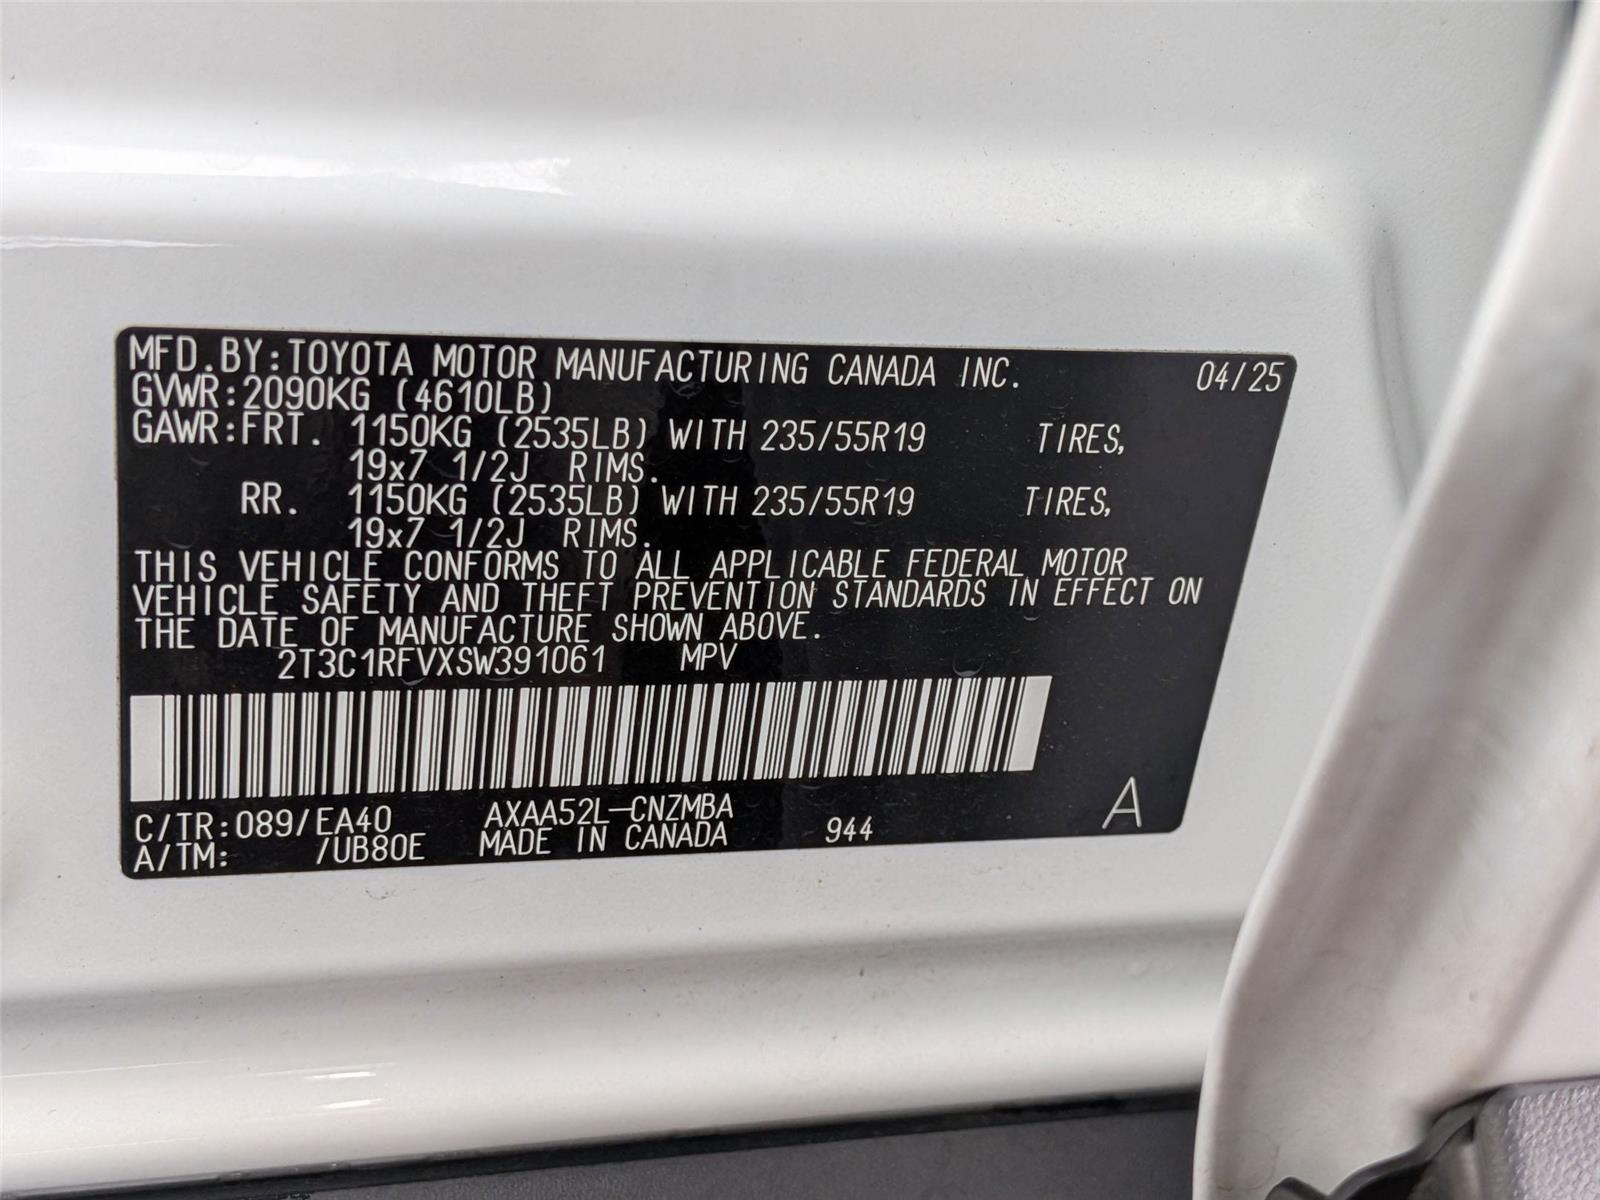 MFD.BY:TOYOTA MOTOR MANUFACTURING CANADA INC. 04/25
GVWR:2090KG (4610LB)
GAWR:FRT. 1150KG (2535LB) WITH 235/55R19 TIRES,
19x7 1/2J RIMS.
RR. 1150KG (2535LB) WITH 235/55R19 TIRES,
19x7 1/2J RIMS.
THIS VEHICLE CONFORMS TO ALL APPLICABLE FEDERAL MOTOR
VEHICLE SAFETY AND THEFT PREVENTION STANDARDS IN EFFECT ON
THE DATE OF MANUFACTURE SHOWN ABOVE.
2T3C1RFVXSW391061 MPV
C/TR:089/EA40 AXAA52L-CNZMBA
A/TM: /UB80E MADE IN CANADA 944 A